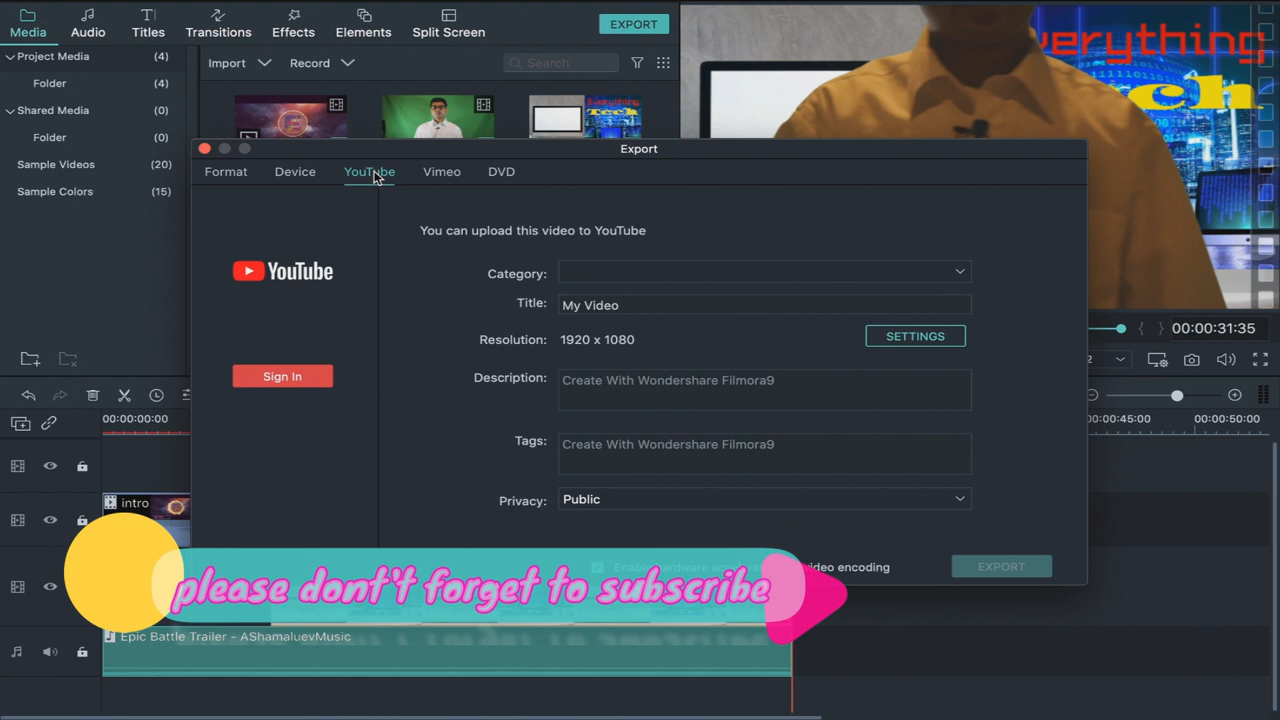 Media
Audio
Titles
Transitions
Effects
Elements
Split Screen
EXPORT
Project Media (4)
Folder (4)
Shared Media (0)
Folder (0)
Sample Videos (20)
Sample Colors (15)
Import
Record
Search
Everything
Tech
everything
ch
Export
Format
Device
YouTube
Vimeo
DVD
YouTube
Sign In
You can upload this video to YouTube
Category:
Title: My Video
Resolution: 1920 x 1080
SETTINGS
Description: Create With Wondershare Filmora9
Tags: Create With Wondershare Filmora9
Privacy: Public
video encoding
EXPORT
00:00:31:35
00:00:00:00
00:00:45:00
00:00:50:00
intro
please dont't forget to subscribe
Epic Battle Trailer - AShamaluevMusic